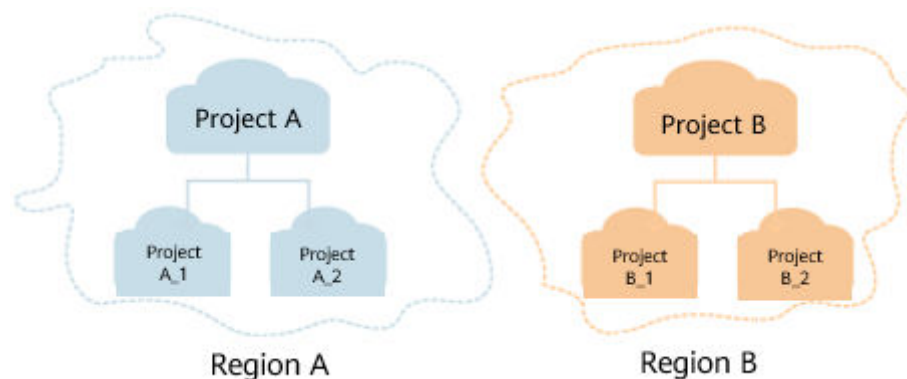 Project A
Project
A_1
Project
A_2
Region A
Project B
Project
B_1
Project
B_2
Region B